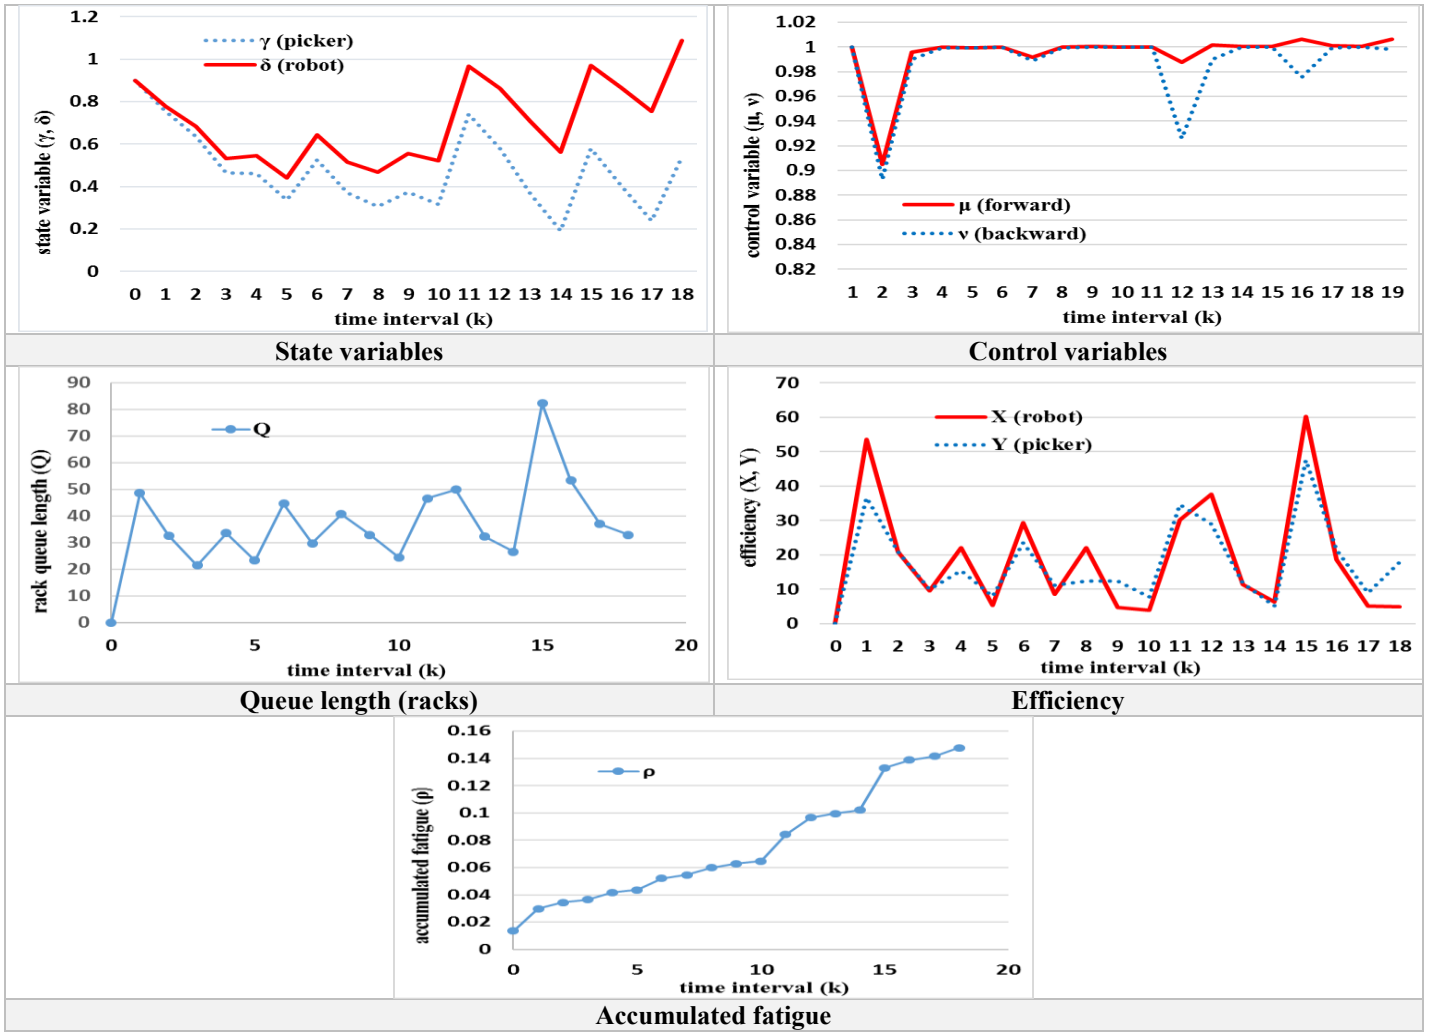 1.2
1
0.8
0.6
0.4
0.2
0
state variable (γ, δ)
γ (picker)
δ (robot)
0 1 2 3 4 5 6 7 8 9 10 11 12 13 14 15 16 17 18
time interval (k)
State variables
1.02
1
0.98
0.96
0.94
0.92
0.9
0.88
0.86
0.84
0.82
control variable (μ, ν)
μ (forward)
ν (backward)
1 2 3 4 5 6 7 8 9 10 11 12 13 14 15 16 17 18 19
time interval (k)
Control variables
90
80
70
60
50
40
30
20
10
0
rack queue length (Q)
Q
0 5 10 15 20
time interval (k)
Queue length (racks)
70
60
50
40
30
20
10
0
efficiency (X, Y)
X (robot)
Y (picker)
0 1 2 3 4 5 6 7 8 9 10 11 12 13 14 15 16 17 18
time interval (k)
Efficiency
0.16
0.14
0.12
0.1
0.08
0.06
0.04
0.02
0
accumulated fatigue (ρ)
ρ
0 5 10 15 20
time interval (k)
Accumulated fatigue